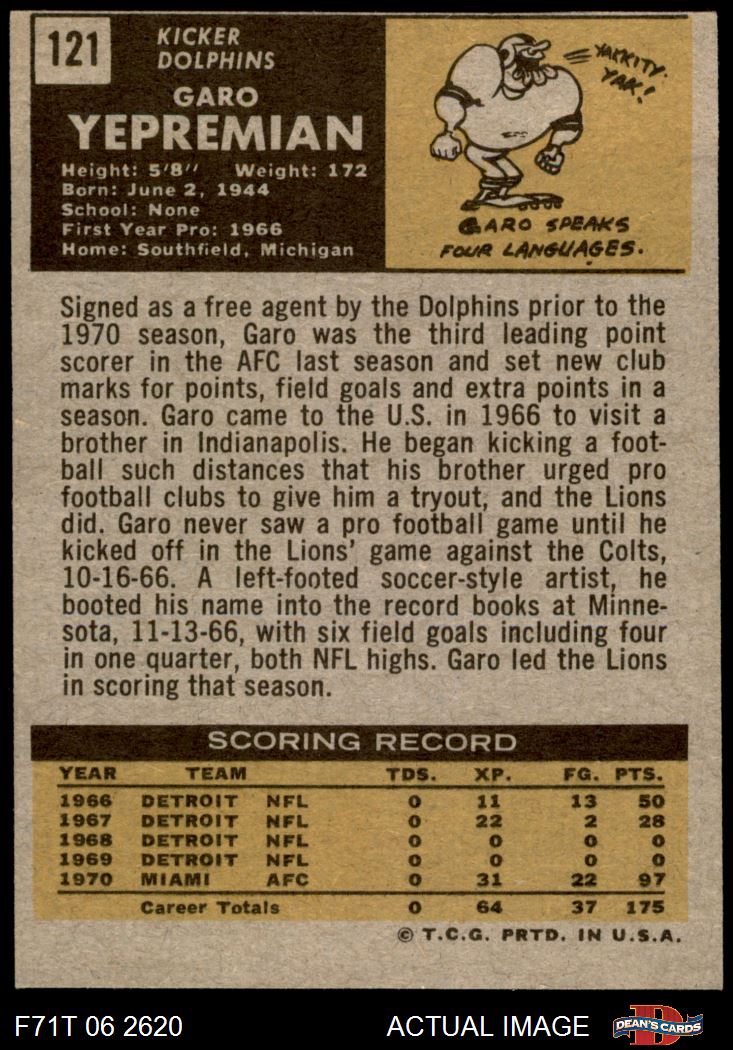 121
KICKER
DOLPHINS
GARO
YEPREMIAN
Height: 5'8" Weight: 172
Born: June 2, 1944
School: None
First Year Pro: 1966
Home: Southfield, Michigan
YAKKITY-
YAK!
GARO SPEAKS
FOUR LANGUAGES.
Signed as a free agent by the Dolphins prior to the
1970 season, Garo was the third leading point
scorer in the AFC last season and set new club
marks for points, field goals and extra points in a
season. Garo came to the U.S. in 1966 to visit a
brother in Indianapolis. He began kicking a foot-
ball such distances that his brother urged pro
football clubs to give him a tryout, and the Lions
did. Garo never saw a pro football game until he
kicked off in the Lions' game against the Colts,
10-16-66. A left-footed soccer-style artist, he
booted his name into the record books at Minne-
sota, 11-13-66, with six field goals including four
in one quarter, both NFL highs. Garo led the Lions
in scoring that season.
SCORING RECORD
YEAR TEAM TDS. XP. FG. PTS.
1966 DETROIT NFL 0 11 13 50
1967 DETROIT NFL 0 22 2 28
1968 DETROIT NFL 0 0 0 0
1969 DETROIT NFL 0 0 0 0
1970 MIAMI AFC 0 31 22 97
Career Totals 0 64 37 175
© T.C.G. PRTD. IN U.S.A.
F71T 06 2620 ACTUAL IMAGE D DEAN'S CARDS